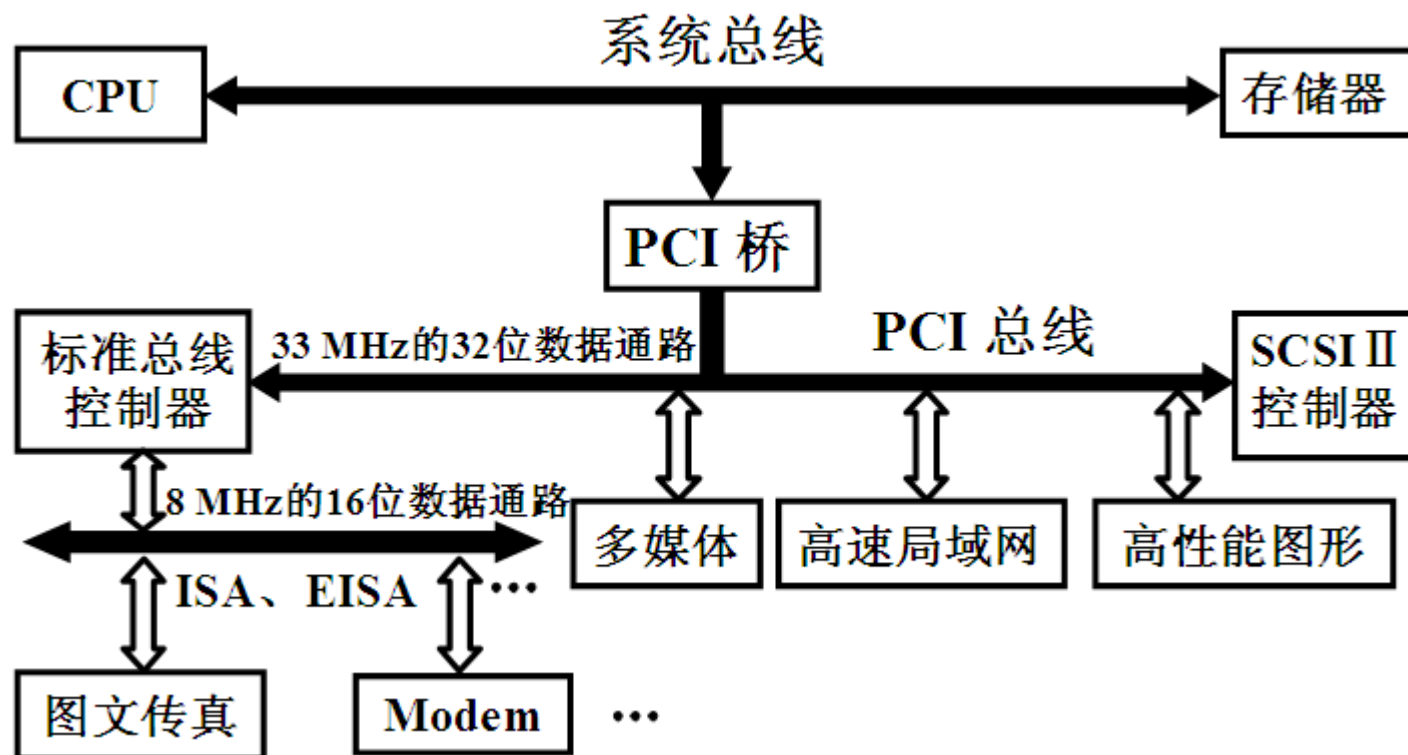 系统总线
CPU
存储器
PCI 桥
33 MHz的32位数据通路
PCI 总线
标准总线
控制器
SCSI Ⅱ
控制器
8 MHz的16位数据通路
多媒体
高速局域网
高性能图形
ISA、EISA
…
图文传真
Modem
…